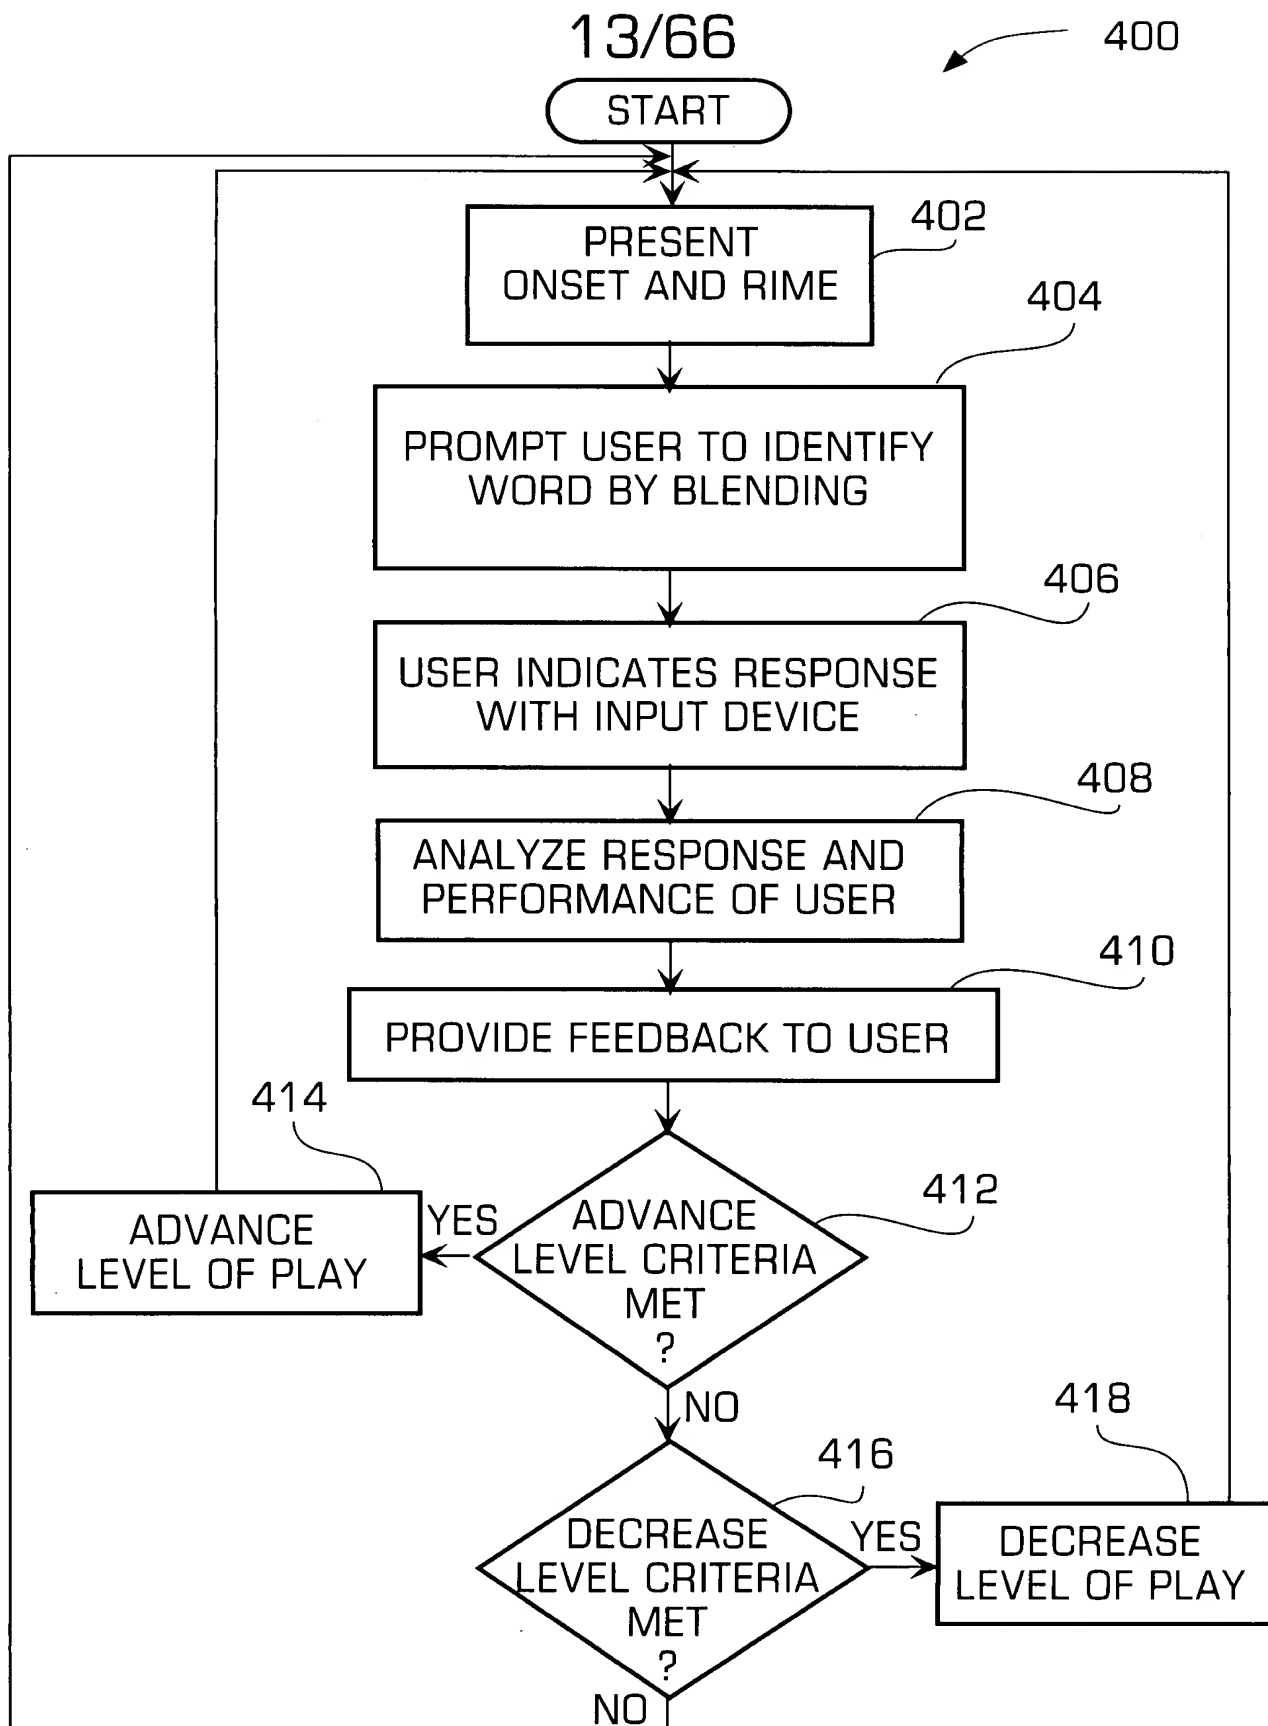 13/66
400
START
402
PRESENT
ONSET AND RIME
404
PROMPT USER TO IDENTIFY
WORD BY BLENDING
406
USER INDICATES RESPONSE
WITH INPUT DEVICE
408
ANALYZE RESPONSE AND
PERFORMANCE OF USER
410
PROVIDE FEEDBACK TO USER
414
412
ADVANCE
LEVEL OF PLAY
YES
ADVANCE
LEVEL CRITERIA
MET
?
NO
418
416
DECREASE
LEVEL CRITERIA
MET
?
YES
DECREASE
LEVEL OF PLAY
NO